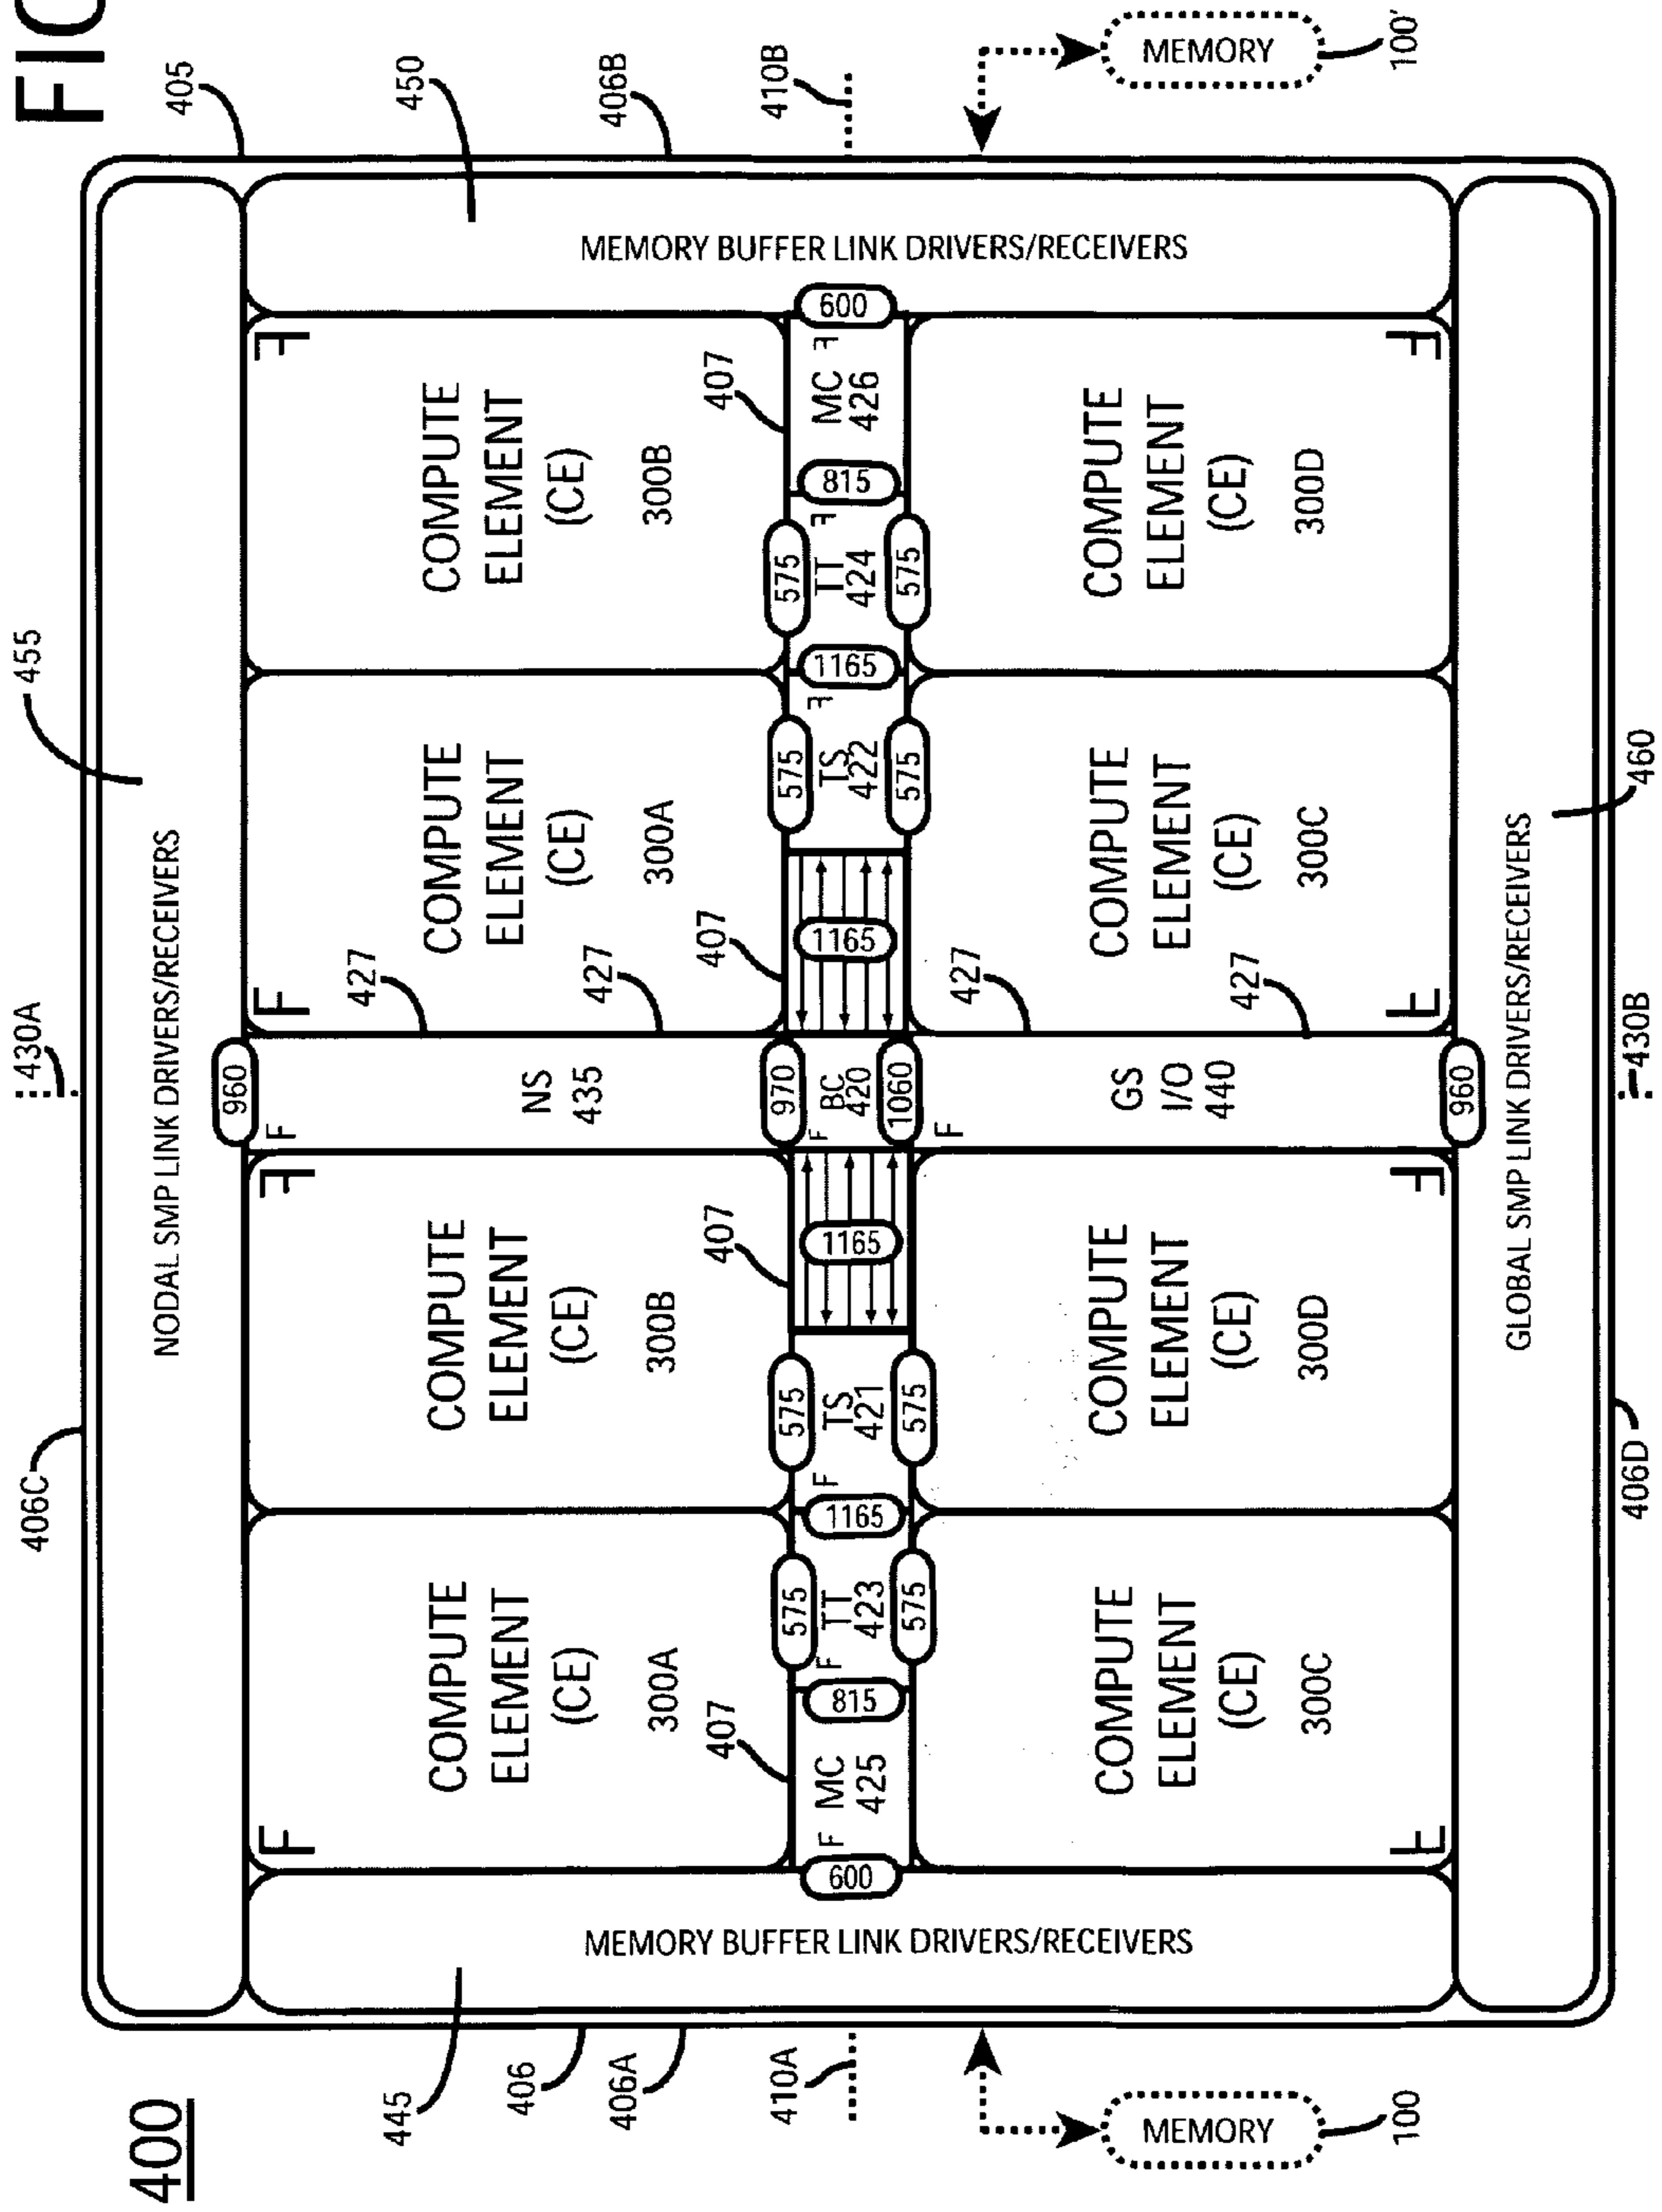 400
FIG
406C
430A
455
405
NODAL SMP LINK DRIVERS/RECEIVERS
445
450
960
F
F
F
F
F
COMPUTE
ELEMENT
(CE)
300A
COMPUTE
ELEMENT
(CE)
300B
NS
435
427
427
COMPUTE
ELEMENT
(CE)
300A
COMPUTE
ELEMENT
(CE)
300B
406
406A
406B
407
407
407
407
MEMORY BUFFER LINK DRIVERS/RECEIVERS
MEMORY BUFFER LINK DRIVERS/RECEIVERS
410A
410B
575
575
970
575
575
600
F
MC
425
815
F
TT
423
1165
F
TS
421
1165
F
BC
420
1165
TS
422
F
1165
TT
424
F
815
MC
426
F
600
575
575
1060
575
575
F
COMPUTE
ELEMENT
(CE)
300C
COMPUTE
ELEMENT
(CE)
300D
GS
I/O
440
427
427
COMPUTE
ELEMENT
(CE)
300C
COMPUTE
ELEMENT
(CE)
300D
F
F
F
F
960
MEMORY
100
MEMORY
100'
GLOBAL SMP LINK DRIVERS/RECEIVERS
406D
430B
460